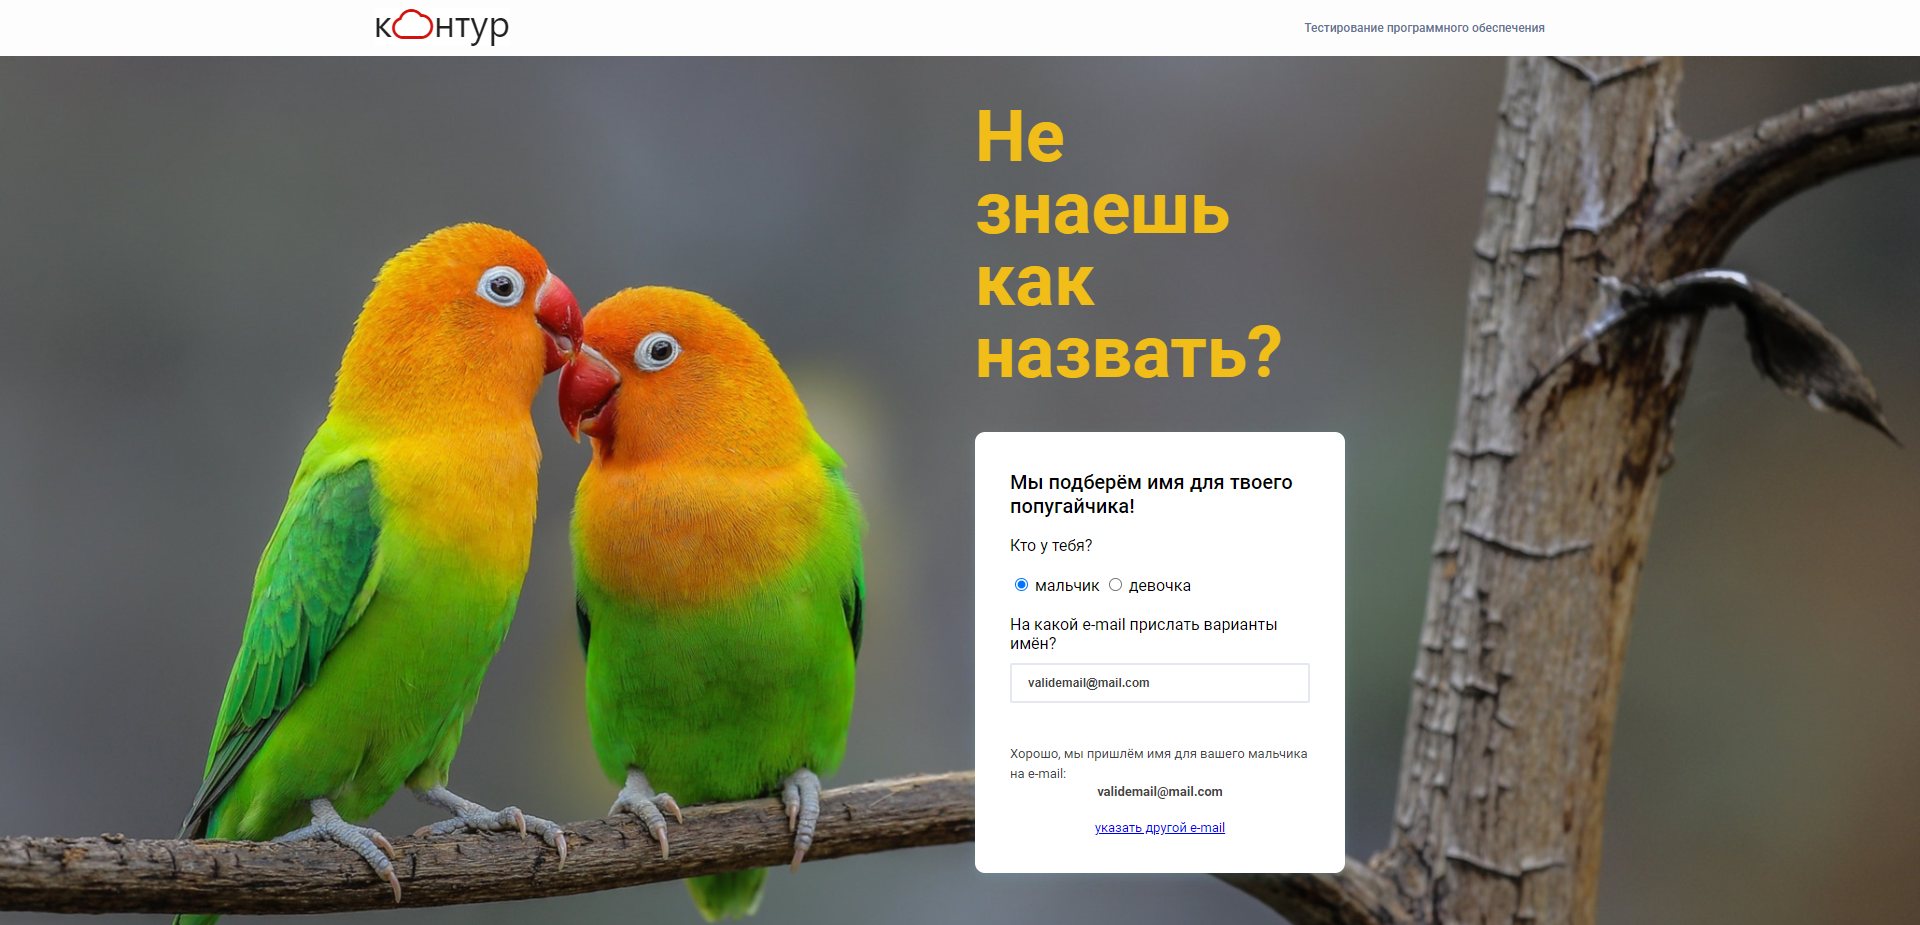 контур
Тестирование программного обеспечения
Не
знаешь
как
назвать?
Мы подберём имя для твоего
попугайчика!
Кто у тебя?
мальчик девочка
На какой e-mail прислать варианты
имён?
validemail@mail.com
Хорошо, мы пришлём имя для вашего мальчика
на e-mail:
validemail@mail.com
указать другой e-mail